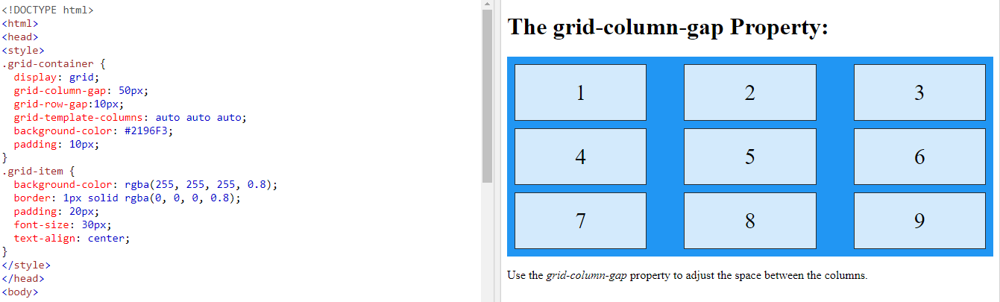 <!DOCTYPE html>
<html>
<head>
<style>
.grid-container {
  display: grid;
  grid-column-gap: 50px;
  grid-row-gap:10px;
  grid-template-columns: auto auto auto;
  background-color: #2196F3;
  padding: 10px;
}
.grid-item {
  background-color: rgba(255, 255, 255, 0.8);
  border: 1px solid rgba(0, 0, 0, 0.8);
  padding: 20px;
  font-size: 30px;
  text-align: center;
}
</style>
</head>
<body>
The grid-column-gap Property:
1 2 3
4 5 6
7 8 9
Use the grid-column-gap property to adjust the space between the columns.